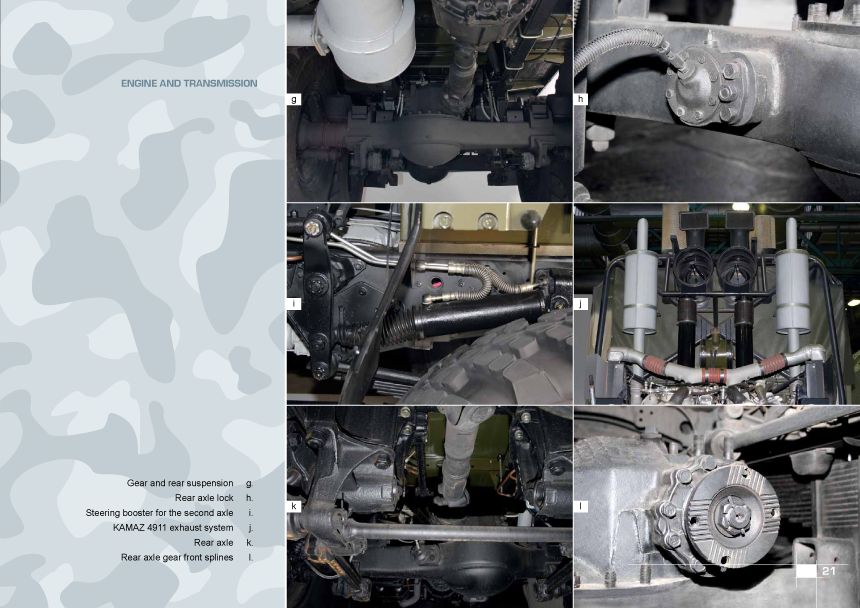 ENGINE AND TRANSMISSION
g
h
i
j
k
l
Gear and rear suspension g.
Rear axle lock h.
Steering booster for the second axle i.
KAMAZ 4911 exhaust system j.
Rear axle k.
Rear axle gear front splines l.
21